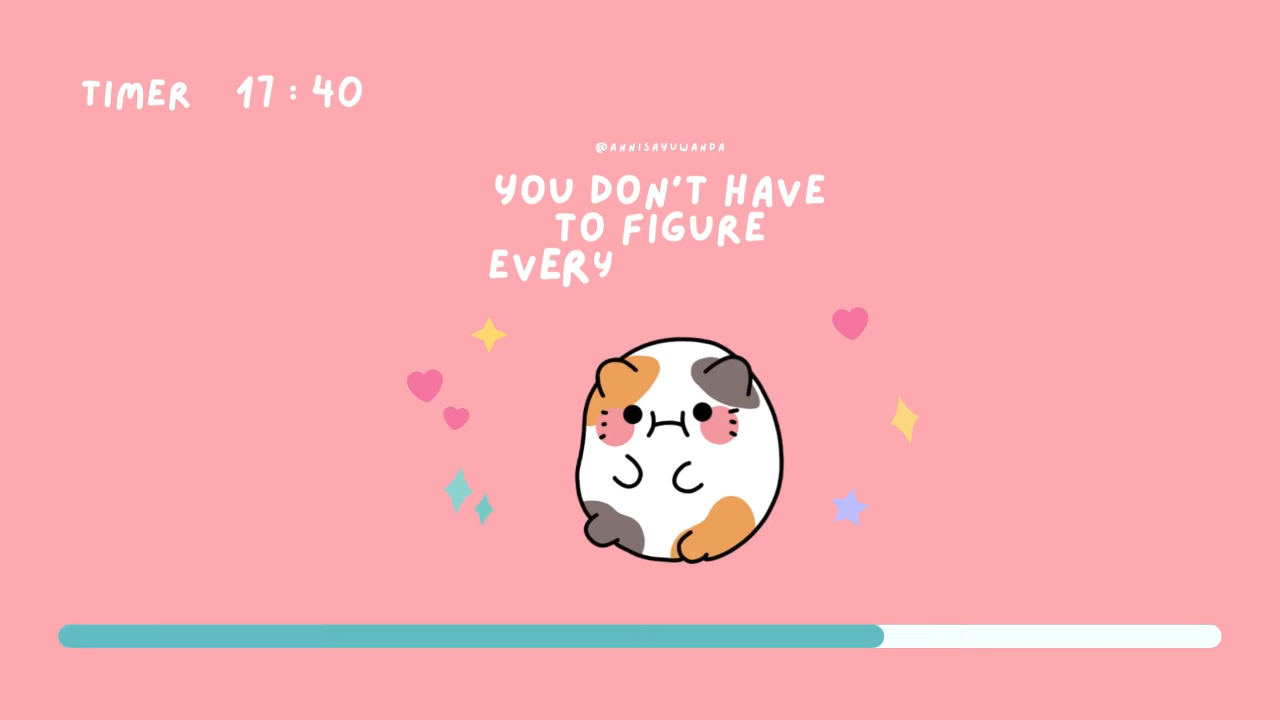 TIMER 17 : 40
@ANNISAYUWANDA
YOU DON'T HAVE
TO FIGURE
EVERY